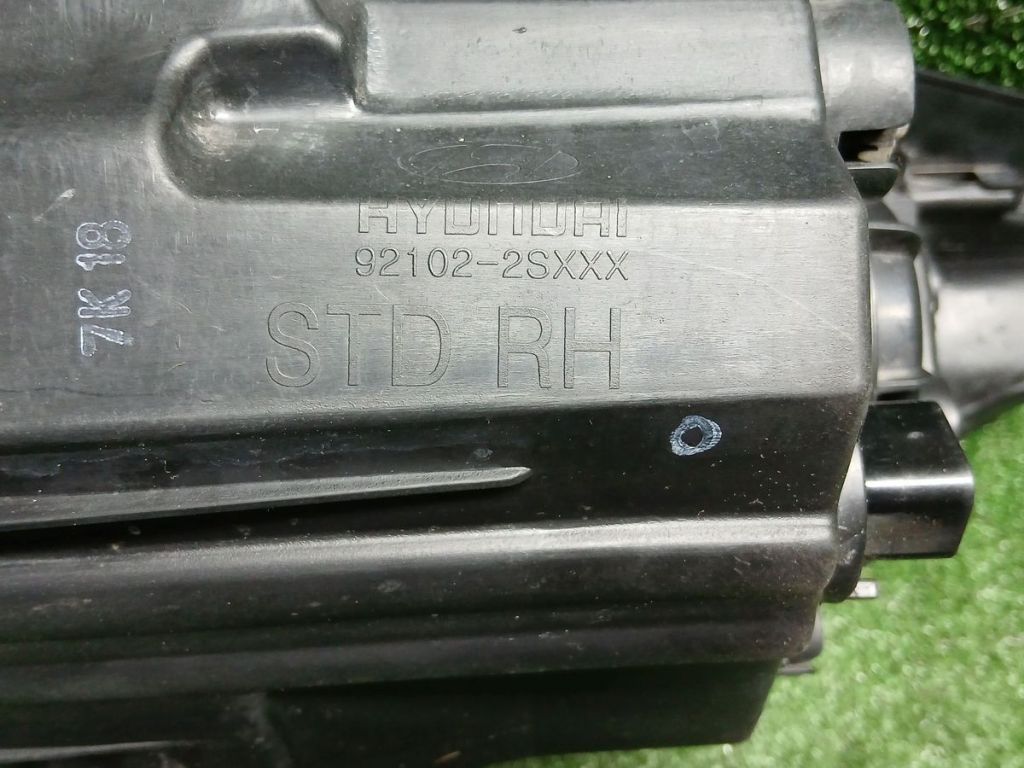 HYUNDAI
92102-2SXXX
STD RH
7K 18